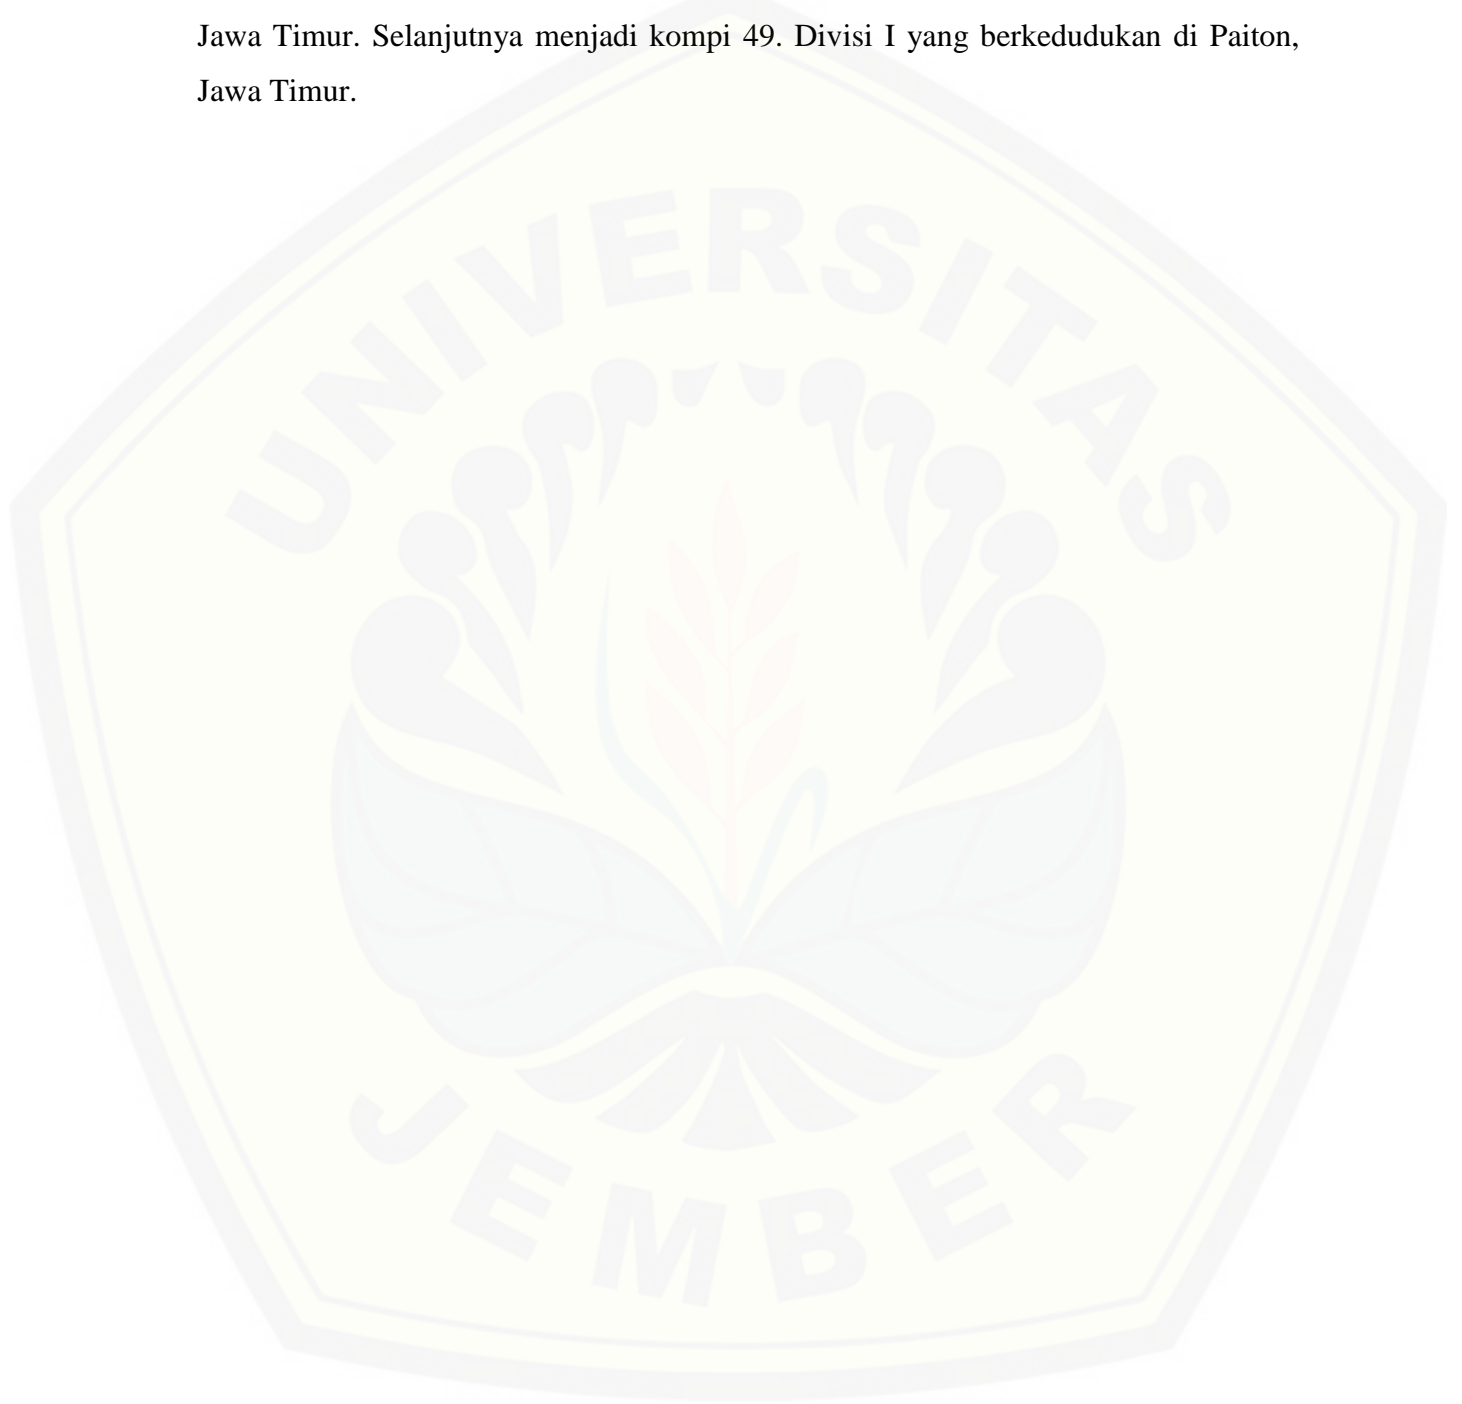 Jawa Timur. Selanjutnya menjadi kompi 49. Divisi I yang berkedudukan di Paiton,
Jawa Timur.
UNIVERSITAS
JEMBER